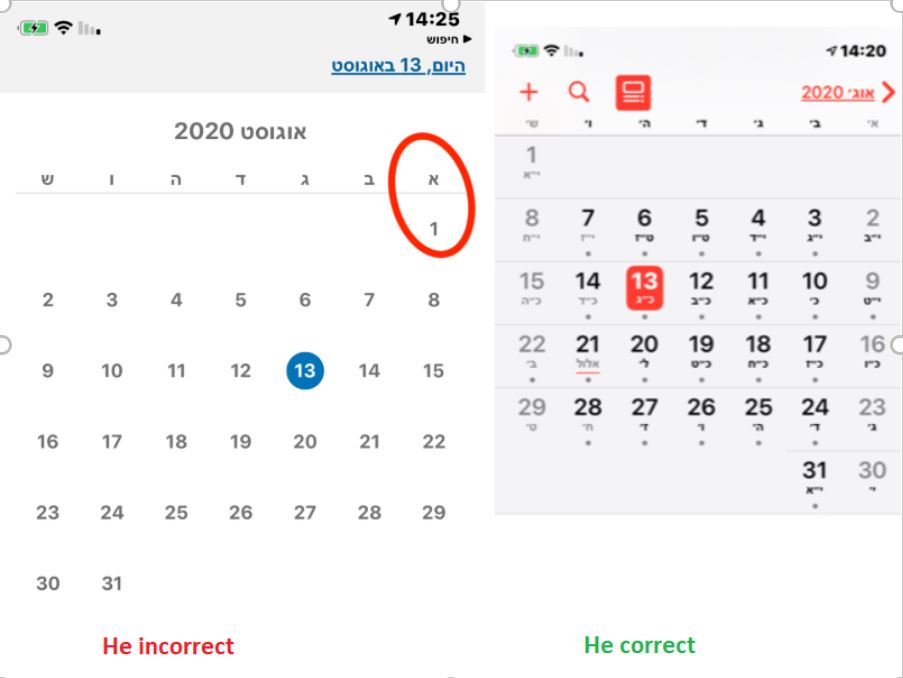 14:25
חיפוש
היום, 13 באוגוסט
אוגוסט 2020
א ב ג ד ה ו ש
1
2 3 4 5 6 7 8
9 10 11 12 13 14 15
16 17 18 19 20 21 22
23 24 25 26 27 28 29
30 31
He incorrect
14:20
אוג׳ 2020
א׳ ב׳ ג׳ ד׳ ה׳ ו׳ ש׳
1
י״א
2 3 4 5 6 7 8
י״ב י״ג י״ד ט״ו ט״ז י״ז י״ח
9 10 11 12 13 14 15
י״ט כ׳ כ״א כ״ב כ״ג כ״ד כ״ה
16 17 18 19 20 21 22
כ״ו כ״ז כ״ח כ״ט ל׳ אלול ב׳
23 24 25 26 27 28 29
ג׳ ד׳ ה׳ ו׳ ז׳ ח׳ ט׳
30 31
י׳ י״א
He correct